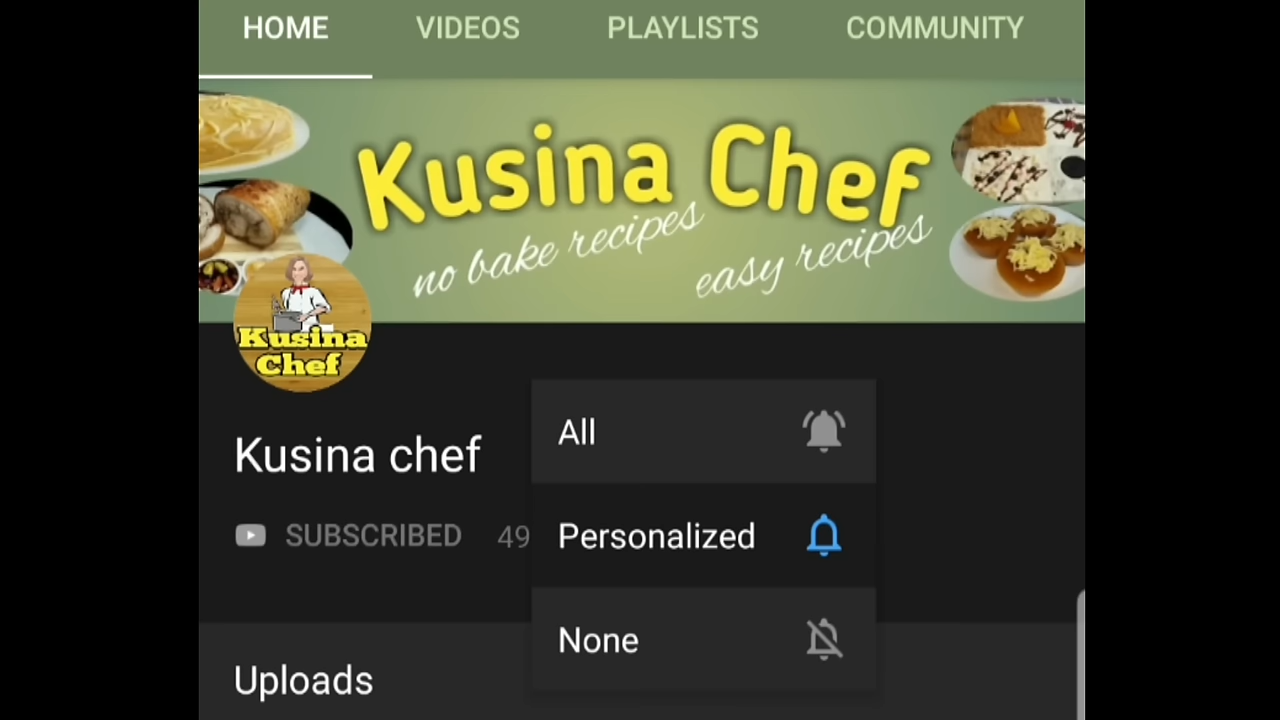 HOME VIDEOS PLAYLISTS COMMUNITY
Kusina Chef
no bake recipes
easy recipes
Kusina
Chef
All
Kusina chef
SUBSCRIBED 49
Personalized
None
Uploads